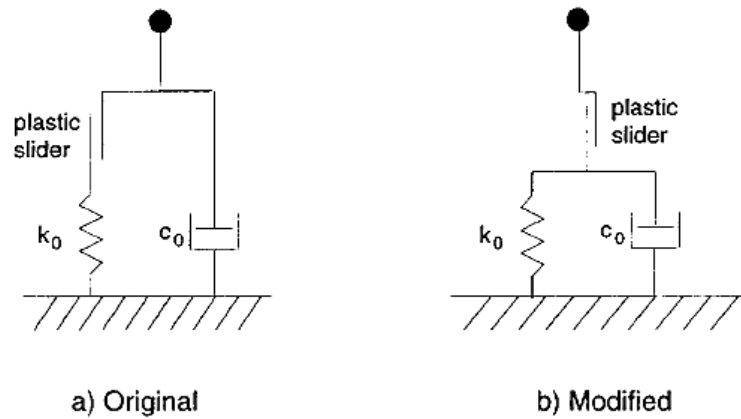 plastic
slider
k0
c0
a) Original
plastic
slider
k0
c0
b) Modified